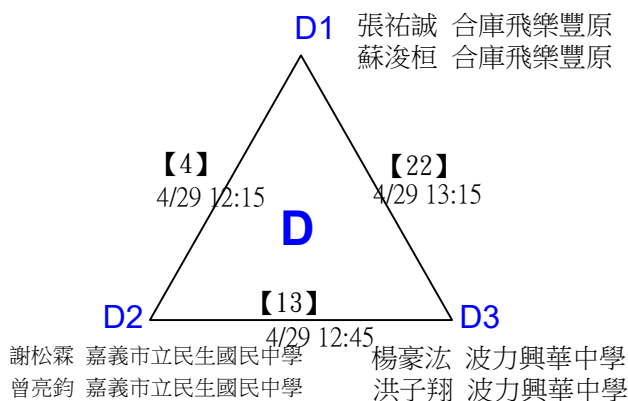 D1
張祐誠 合庫飛樂豐原
蘇浚桓 合庫飛樂豐原
【4】
4/29 12:15
【22】
4/29 13:15
D
【13】
4/29 12:45
D2
D3
謝松霖 嘉義市立民生國民中學
曾亮鈞 嘉義市立民生國民中學
楊豪汯 波力興華中學
洪子翔 波力興華中學